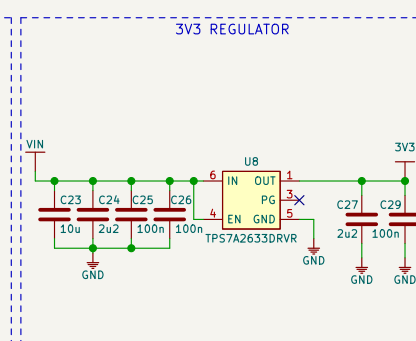 3V3 REGULATOR
VIN
3V3
U8
6 IN OUT 1
PG 3
4 EN GND 5
TPS7A2633DRVR
C23
10u
C24
2u2
C25
100n
C26
100n
C27
2u2
C29
100n
GND
GND
GND
GND